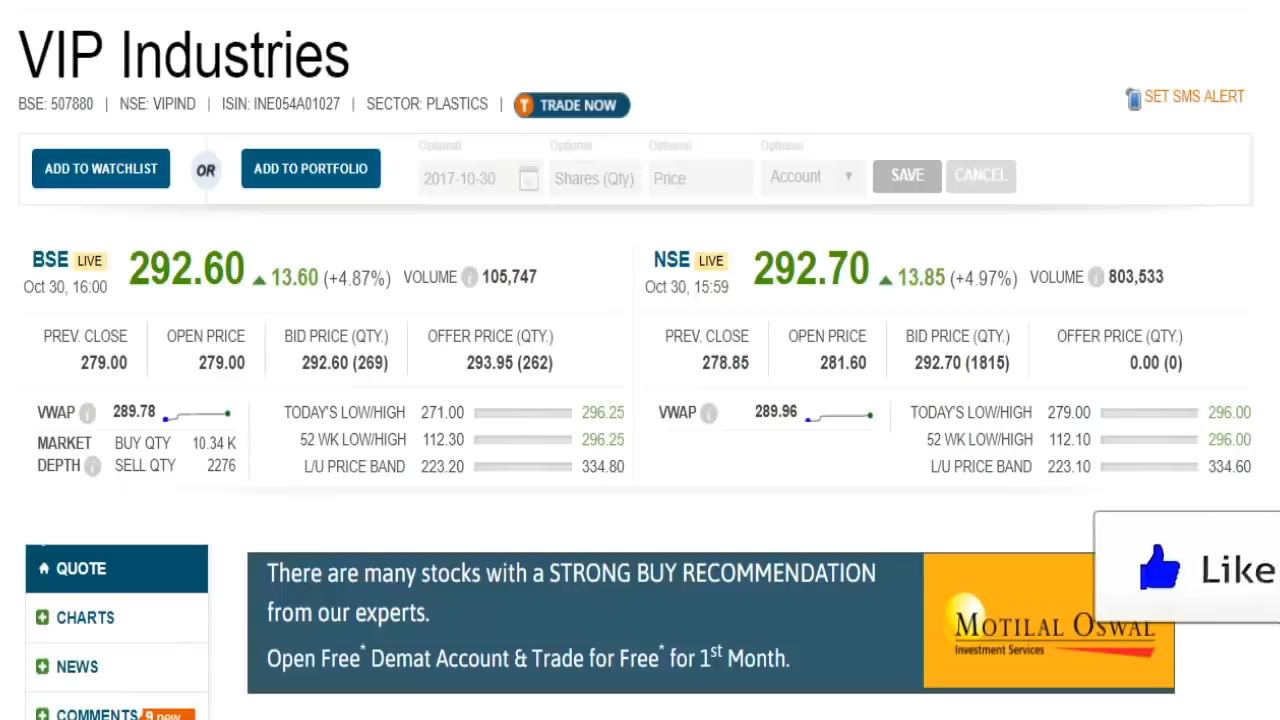 VIP Industries
BSE: 507880 | NSE: VIPIND | ISIN: INE054A01027 | SECTOR: PLASTICS | T TRADE NOW
SET SMS ALERT
ADD TO WATCHLIST OR ADD TO PORTFOLIO
Optional Optional Optional Optional
2017-10-30 Shares (Qty) Price Account SAVE CANCEL
BSE LIVE 292.60 13.60 (+4.87%) VOLUME 105,747
Oct 30, 16:00
PREV. CLOSE OPEN PRICE BID PRICE (QTY.) OFFER PRICE (QTY.)
279.00 279.00 292.60 (269) 293.95 (262)
VWAP 289.78 TODAY'S LOW/HIGH 271.00 296.25
MARKET BUY QTY 10.34 K 52 WK LOW/HIGH 112.30 296.25
DEPTH SELL QTY 2276 L/U PRICE BAND 223.20 334.80
NSE LIVE 292.70 13.85 (+4.97%) VOLUME 803,533
Oct 30, 15:59
PREV. CLOSE OPEN PRICE BID PRICE (QTY.) OFFER PRICE (QTY.)
278.85 281.60 292.70 (1815) 0.00 (0)
VWAP 289.96 TODAY'S LOW/HIGH 279.00 296.00
52 WK LOW/HIGH 112.10 296.00
L/U PRICE BAND 223.10 334.60
QUOTE
CHARTS
NEWS
COMMENTS 9 new
There are many stocks with a STRONG BUY RECOMMENDATION
from our experts.
Open Free* Demat Account & Trade for Free* for 1st Month.
MOTILAL OSWAL
Investment Services
Like